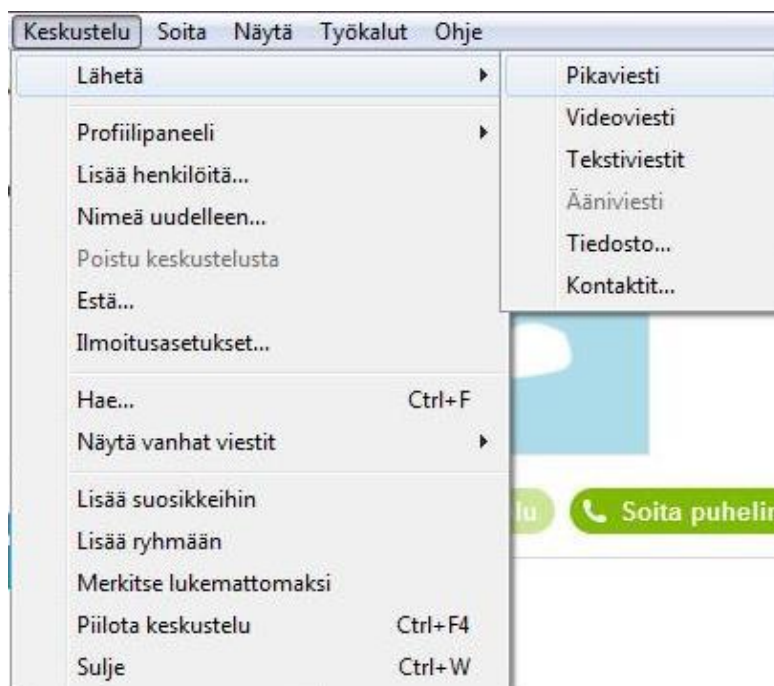 Keskustelu Soita Näytä Työkalut Ohje
Lähetä
Profiilipaneeli
Lisää henkilöitä...
Nimeä uudelleen...
Poistu keskustelusta
Estä...
Ilmoitusasetukset...
Hae... Ctrl+F
Näytä vanhat viestit
Lisää suosikkeihin
Lisää ryhmään
Merkitse lukemattomaksi
Piilota keskustelu Ctrl+F4
Sulje Ctrl+W
Pikaviesti
Videoviesti
Tekstiviestit
Ääniviesti
Tiedosto...
Kontaktit...
lu
Soita puhelin